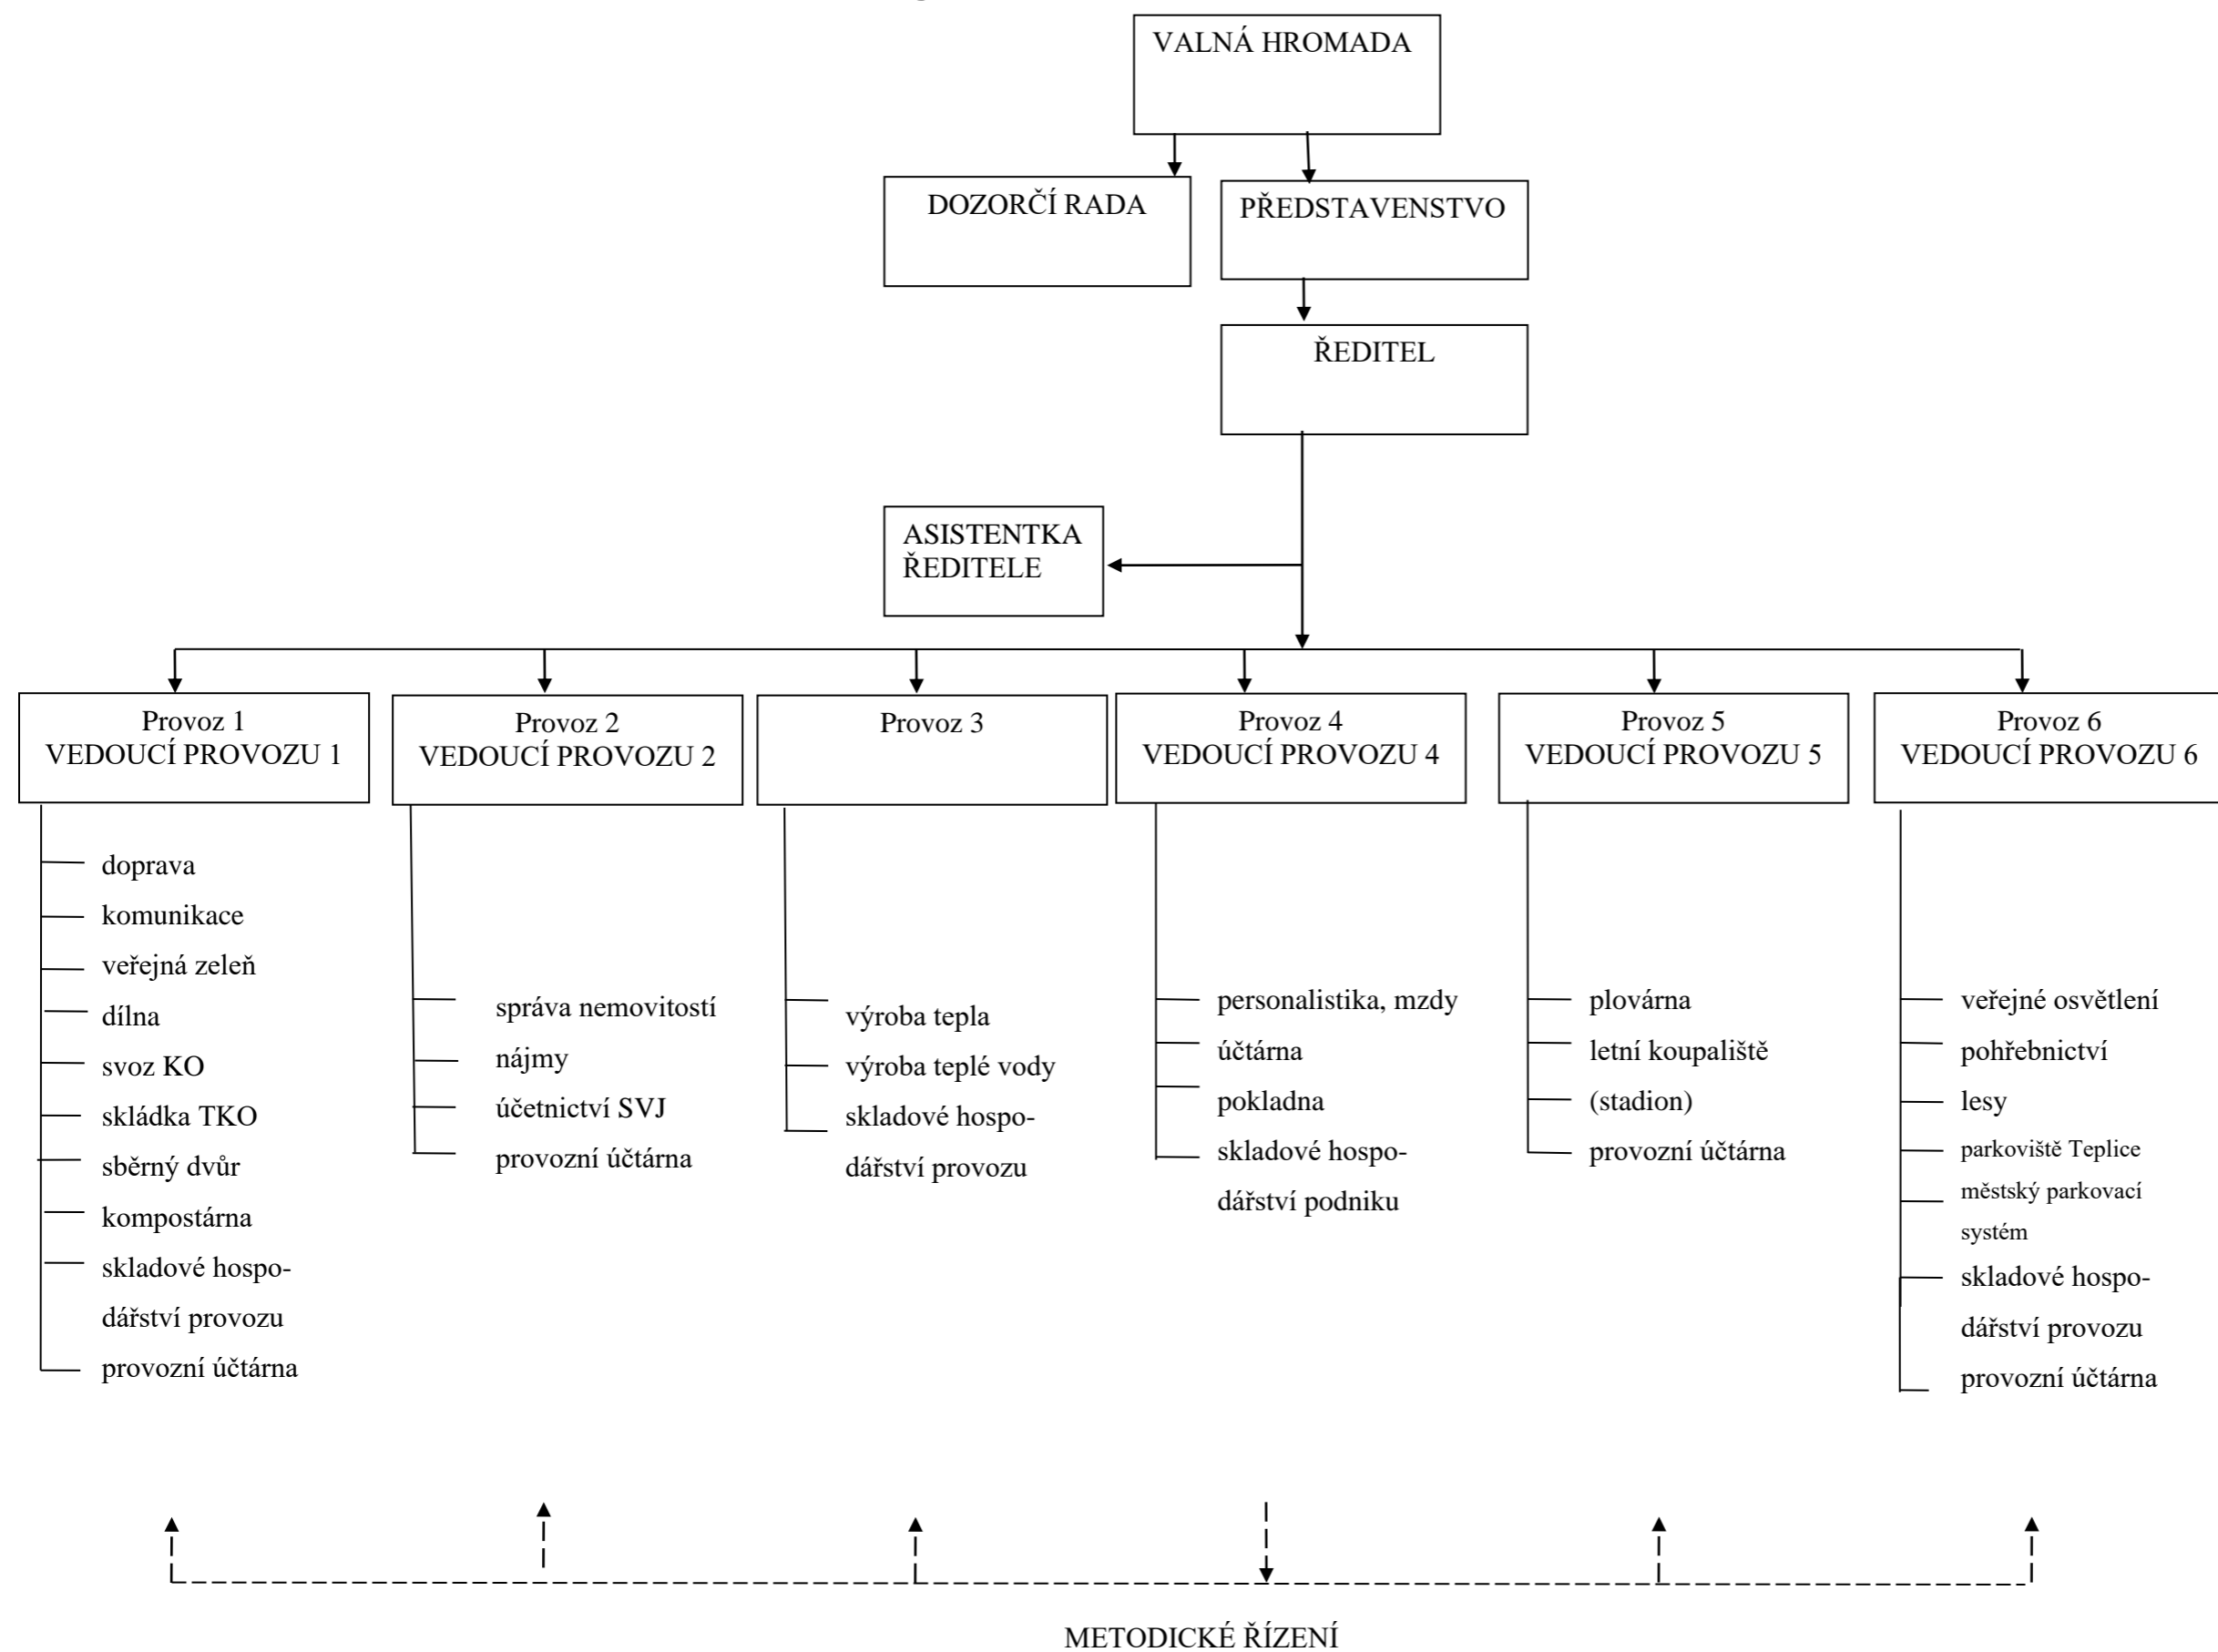 VALNÁ HROMADA
DOZORČÍ RADA
PŘEDSTAVENSTVO
ŘEDITEL
ASISTENTKA
ŘEDITELE
Provoz 1
VEDOUCÍ PROVOZU 1
Provoz 2
VEDOUCÍ PROVOZU 2
Provoz 3
Provoz 4
VEDOUCÍ PROVOZU 4
Provoz 5
VEDOUCÍ PROVOZU 5
Provoz 6
VEDOUCÍ PROVOZU 6
doprava
komunikace
veřejná zeleň
dílna
svoz KO
skládka TKO
sběrný dvůr
kompostárna
skladové hospo-
dářství provozu
provozní účtárna
správa nemovitostí
nájmy
účetnictví SVJ
provozní účtárna
výroba tepla
výroba teplé vody
skladové hospo-
dářství provozu
personalistika, mzdy
účtárna
pokladna
skladové hospo-
dářství podniku
plovárna
letní koupaliště
(stadion)
provozní účtárna
veřejné osvětlení
pohřebnictví
lesy
parkoviště Teplice
městský parkovací
systém
skladové hospo-
dářství provozu
provozní účtárna
METODICKÉ ŘÍZENÍ